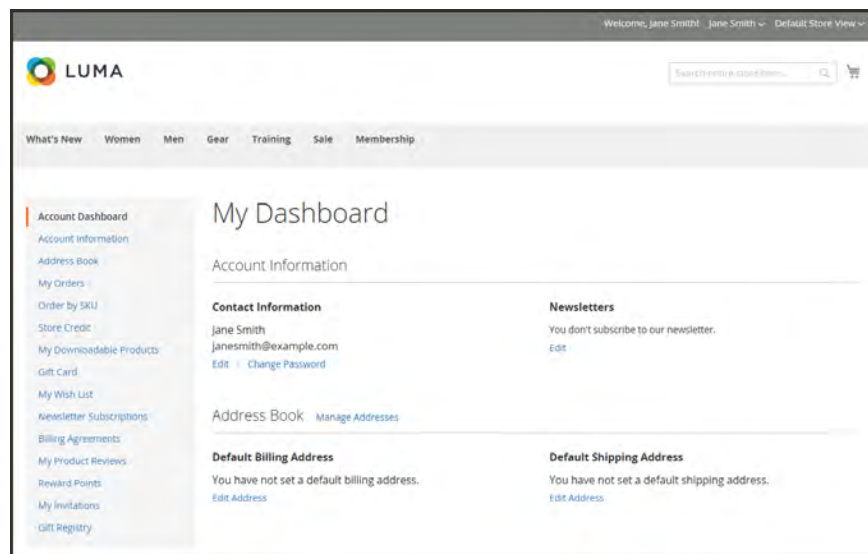 Welcome, Jane Smith! Jane Smith Default Store View
LUMA
Search entire store here...
What's New Women Men Gear Training Sale Membership
Account Dashboard
Account Information
Address Book
My Orders
Order by SKU
Store Credit
My Downloadable Products
Gift Card
My Wish List
Newsletter Subscriptions
Billing Agreements
My Product Reviews
Reward Points
My Invitations
Gift Registry
My Dashboard
Account Information
Contact Information
Jane Smith
janesmith@example.com
Edit | Change Password
Newsletters
You don't subscribe to our newsletter.
Edit
Address Book Manage Addresses
Default Billing Address
You have not set a default billing address.
Edit Address
Default Shipping Address
You have not set a default shipping address.
Edit Address